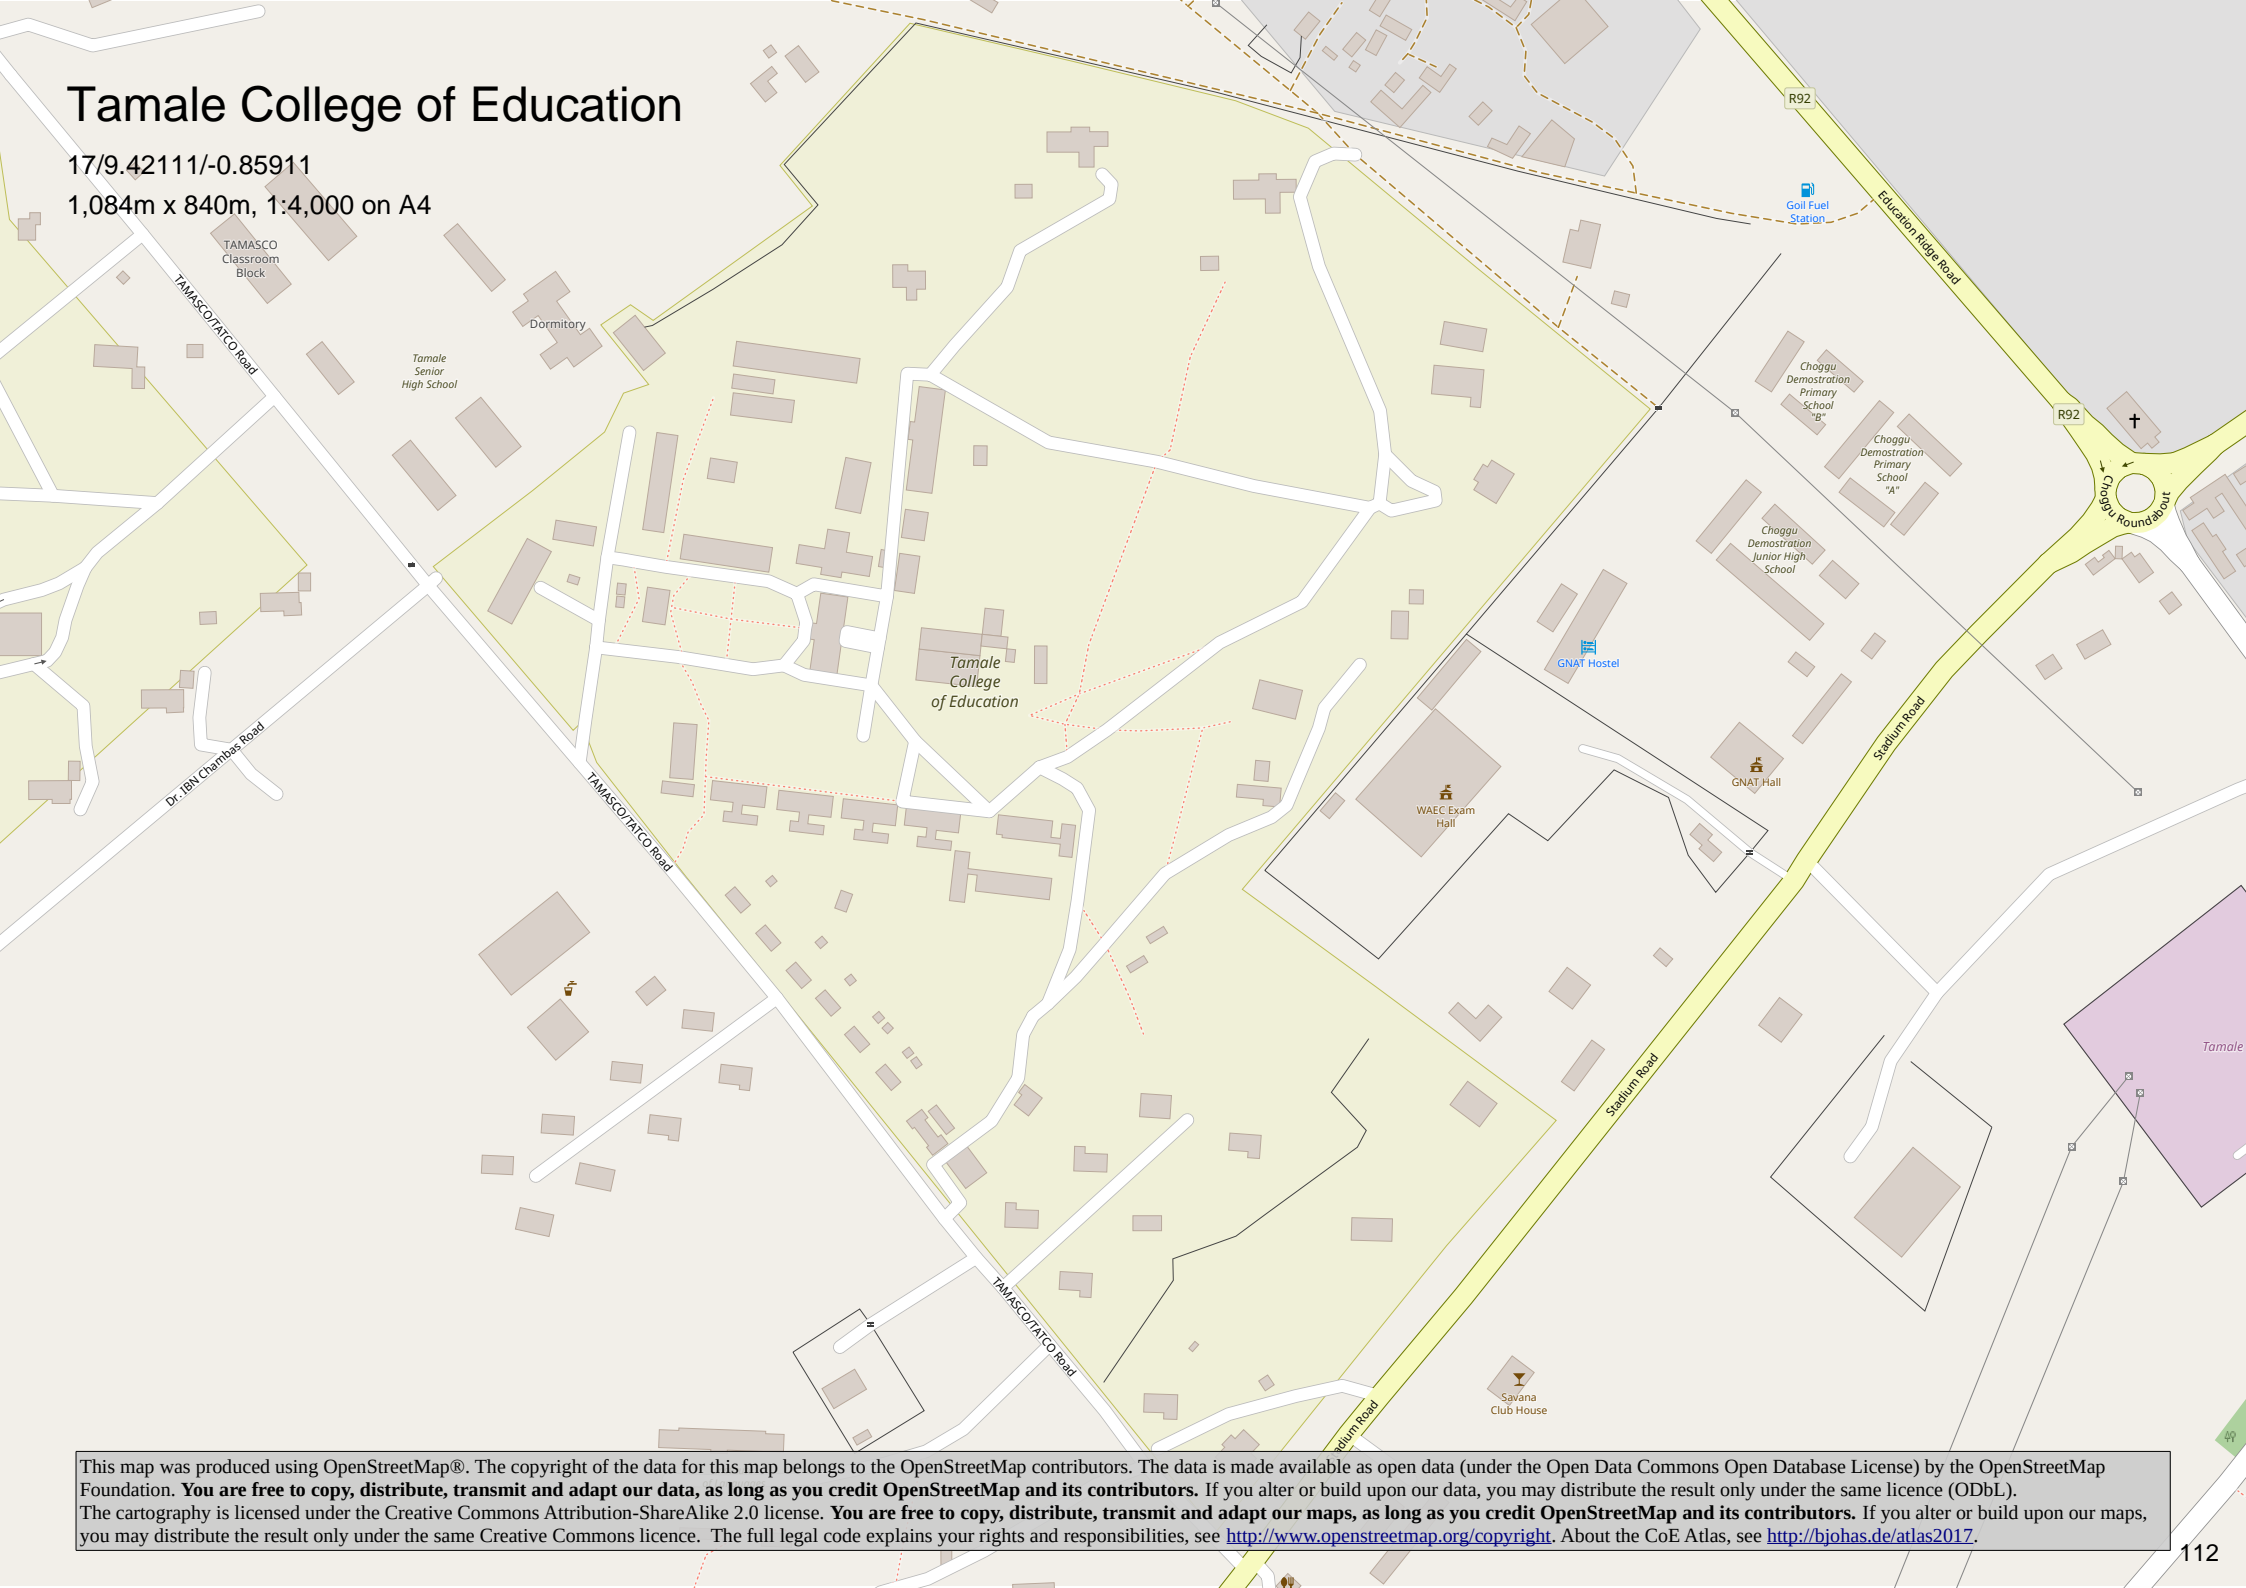 Tamale College of Education
17/9.42111/-0.85911
1,084m x 840m, 1:4,000 on A4
R92
Education Ridge Road
Goil Fuel
Station
TAMASCO
Classroom
Block
TAMASCO/TATCO Road
Dormitory
Tamale
Senior
High School
Choggu
Demostration
Primary
School
"B"
R92
Choggu
Demostration
Primary
School
"A"
Choggu Roundabout
Choggu
Demostration
Junior High
School
GNAT Hostel
Tamale
College
of Education
Stadium Road
Dr. IBN Chambas Road
TAMASCO/TATCO Road
GNAT Hall
WAEC Exam
Hall
Stadium Road
Tamale
TAMASCO/TATCO Road
Savana
Club House
adium Road
This map was produced using OpenStreetMap®. The copyright of the data for this map belongs to the OpenStreetMap contributors. The data is made available as open data (under the Open Data Commons Open Database License) by the OpenStreetMap
Foundation. You are free to copy, distribute, transmit and adapt our data, as long as you credit OpenStreetMap and its contributors. If you alter or build upon our data, you may distribute the result only under the same licence (ODbL).
The cartography is licensed under the Creative Commons Attribution-ShareAlike 2.0 license. You are free to copy, distribute, transmit and adapt our maps, as long as you credit OpenStreetMap and its contributors. If you alter or build upon our maps,
you may distribute the result only under the same Creative Commons licence. The full legal code explains your rights and responsibilities, see http://www.openstreetmap.org/copyright. About the CoE Atlas, see http://bjohas.de/atlas2017.
112